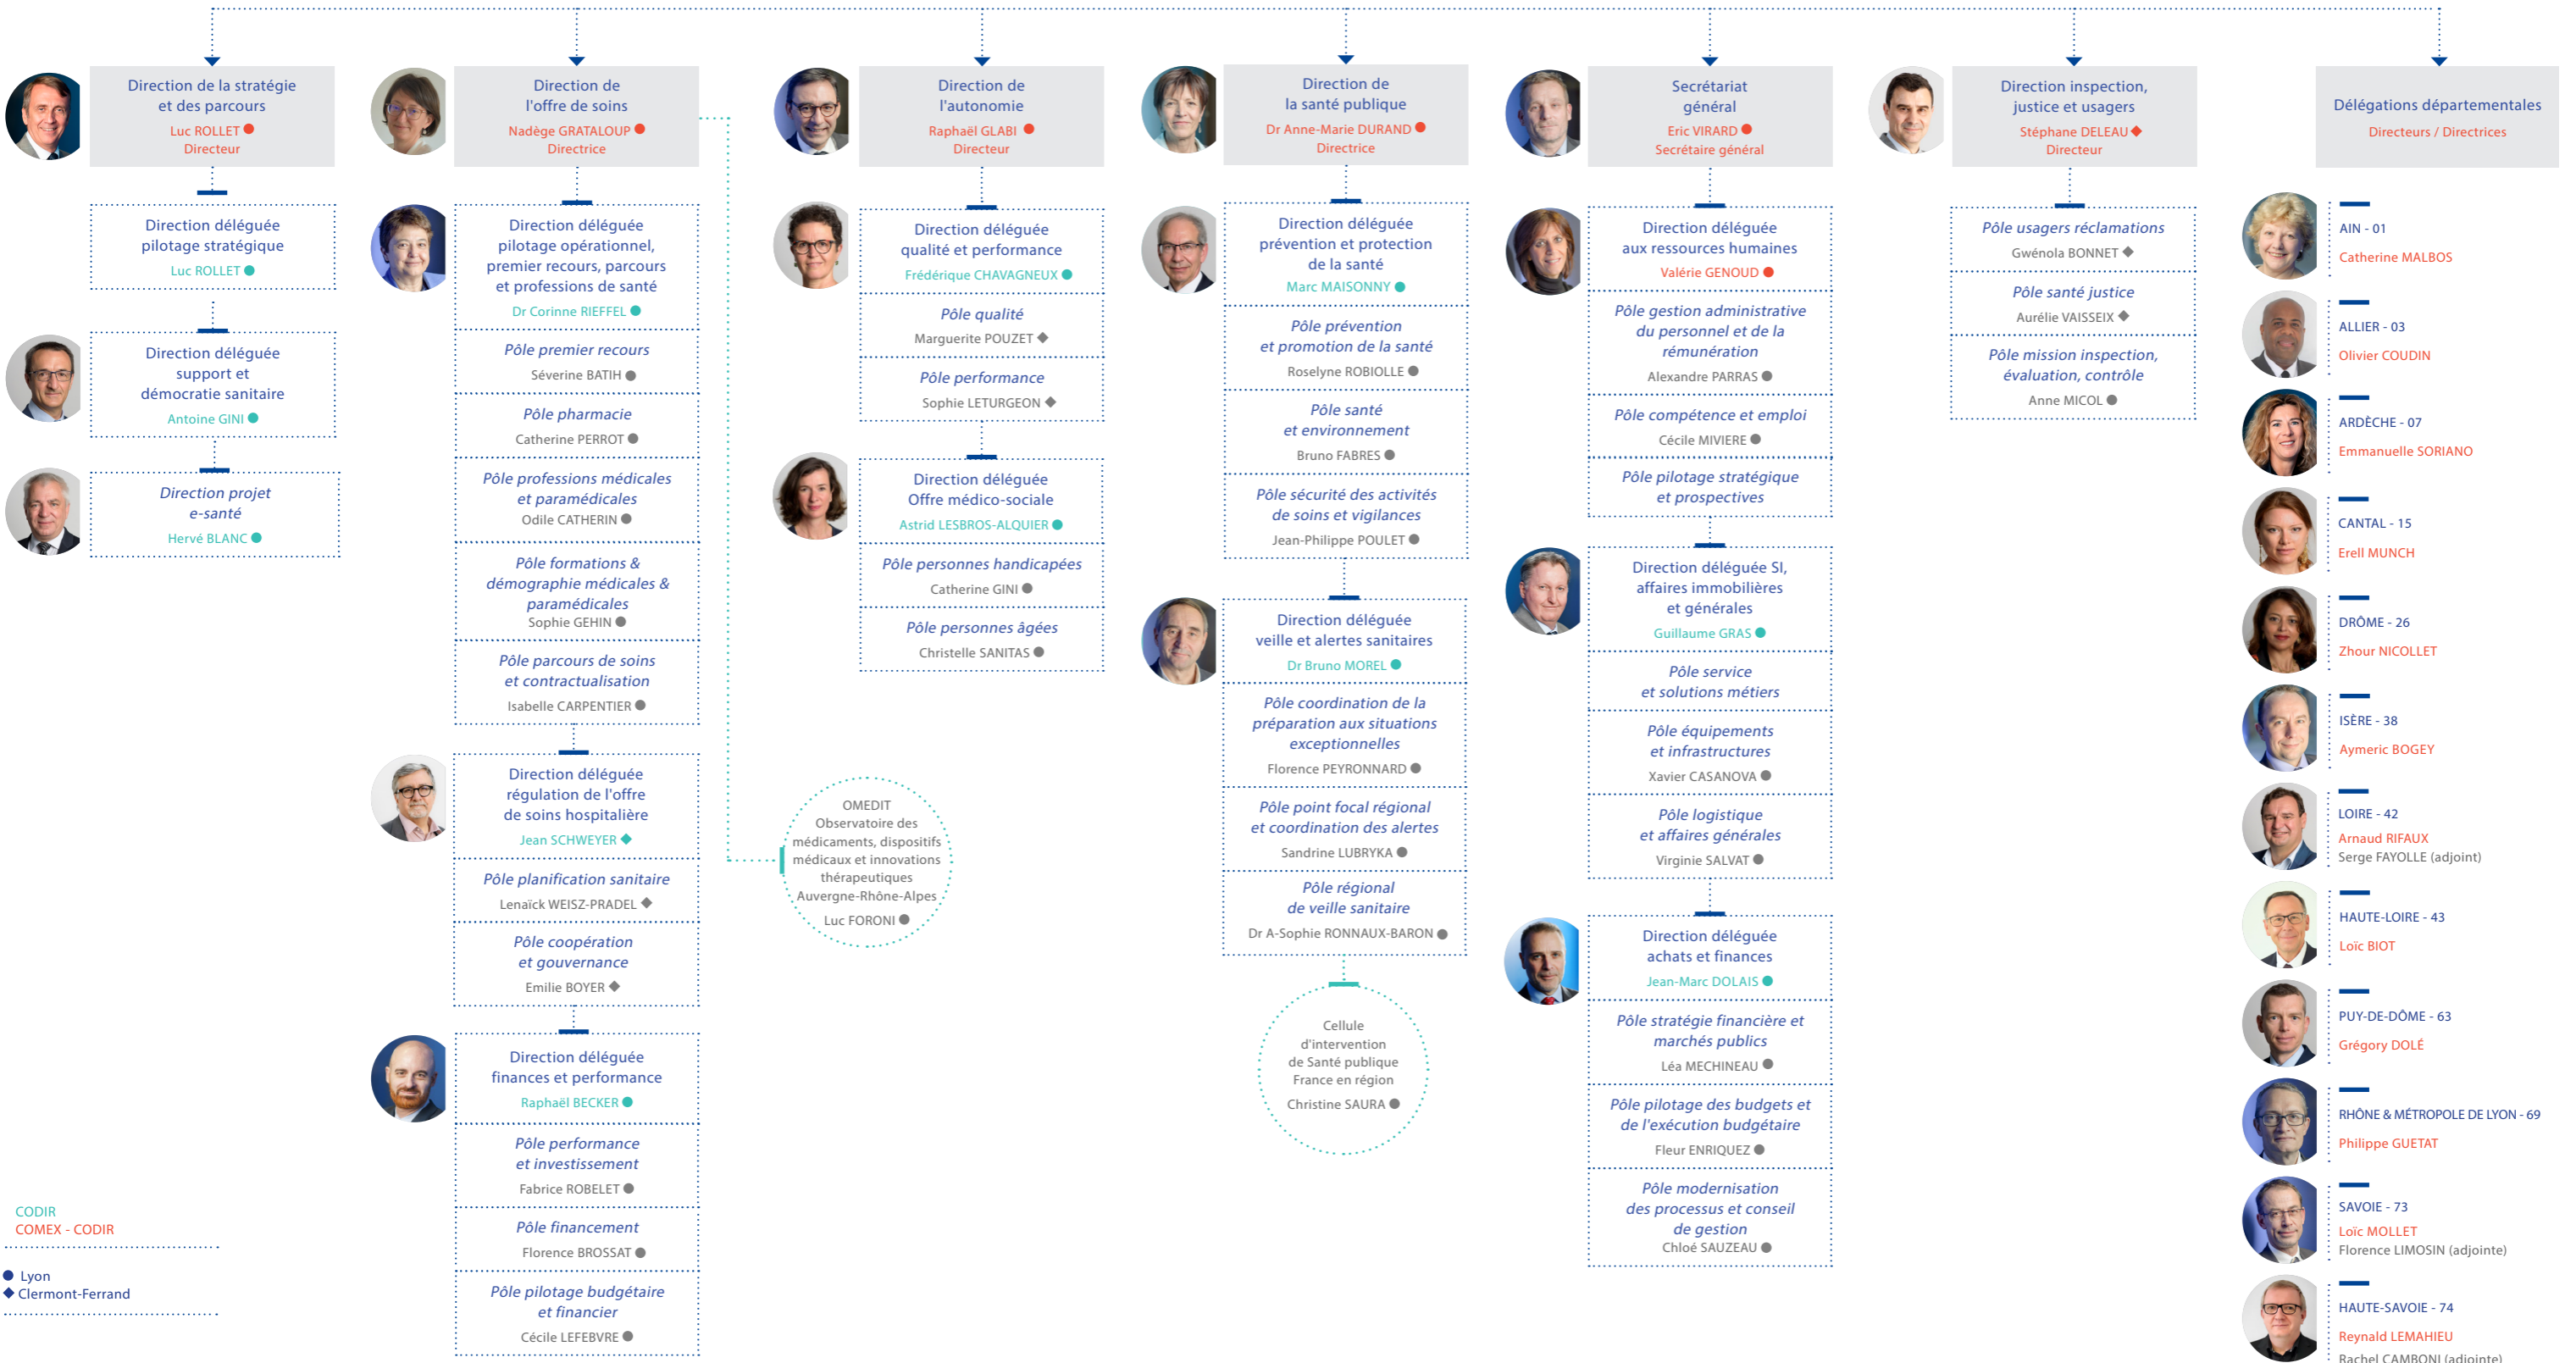 Direction de la stratégie
et des parcours
Luc ROLLET
Directeur
Direction déléguée
pilotage stratégique
Luc ROLLET
Direction déléguée
support et
démocratie sanitaire
Antoine GINI
Direction projet
e-santé
Hervé BLANC
Direction de
l'offre de soins
Nadège GRATALOUP
Directrice
Direction déléguée
pilotage opérationnel,
premier recours, parcours
et professions de santé
Dr Corinne RIEFFEL
Pôle premier recours
Séverine BATIH
Pôle pharmacie
Catherine PERROT
Pôle professions médicales
et paramédicales
Odile CATHERIN
Pôle formations &
démographie médicales &
paramédicales
Sophie GEHIN
Pôle parcours de soins
et contractualisation
Isabelle CARPENTIER
Direction déléguée
régulation de l'offre
de soins hospitalière
Jean SCHWEYER
Pôle planification sanitaire
Lenaïck WEISZ-PRADEL
Pôle coopération
et gouvernance
Emilie BOYER
Direction déléguée
finances et performance
Raphaël BECKER
Pôle performance
et investissement
Fabrice ROBELET
Pôle financement
Florence BROSSAT
Pôle pilotage budgétaire
et financier
Cécile LEFEBVRE
OMEDIT
Observatoire des
médicaments, dispositifs
médicaux et innovations
thérapeutiques
Auvergne-Rhône-Alpes
Luc FORONI
Direction de
l'autonomie
Raphaël GLABI
Directeur
Direction déléguée
qualité et performance
Frédérique CHAVAGNEUX
Pôle qualité
Marguerite POUZET
Pôle performance
Sophie LETURGEON
Direction déléguée
Offre médico-sociale
Astrid LESBROS-ALQUIER
Pôle personnes handicapées
Catherine GINI
Pôle personnes âgées
Christelle SANITAS
Direction de
la santé publique
Dr Anne-Marie DURAND
Directrice
Direction déléguée
prévention et protection
de la santé
Marc MAISONNY
Pôle prévention
et promotion de la santé
Roselyne ROBIOLLE
Pôle santé
et environnement
Bruno FABRES
Pôle sécurité des activités
de soins et vigilances
Jean-Philippe POULET
Direction déléguée
veille et alertes sanitaires
Dr Bruno MOREL
Pôle coordination de la
préparation aux situations
exceptionnelles
Florence PEYRONNARD
Pôle point focal régional
et coordination des alertes
Sandrine LUBRYKA
Pôle régional
de veille sanitaire
Dr A-Sophie RONNAUX-BARON
Cellule
d'intervention
de Santé publique
France en région
Christine SAURA
Secrétariat
général
Eric VIRARD
Secrétaire général
Direction déléguée
aux ressources humaines
Valérie GENOUD
Pôle gestion administrative
du personnel et de la
rémunération
Alexandre PARRAS
Pôle compétence et emploi
Cécile MIVIERE
Pôle pilotage stratégique
et prospectives
Direction déléguée SI,
affaires immobilières
et générales
Guillaume GRAS
Pôle service
et solutions métiers
Pôle équipements
et infrastructures
Xavier CASANOVA
Pôle logistique
et affaires générales
Virginie SALVAT
Direction déléguée
achats et finances
Jean-Marc DOLAIS
Pôle stratégie financière et
marchés publics
Léa MECHINEAU
Pôle pilotage des budgets et
de l'exécution budgétaire
Fleur ENRIQUEZ
Pôle modernisation
des processus et conseil
de gestion
Chloé SAUZEAU
Direction inspection,
justice et usagers
Stéphane DELEAU
Directeur
Pôle usagers réclamations
Gwénola BONNET
Pôle santé justice
Aurélie VAISSEIX
Pôle mission inspection,
évaluation, contrôle
Anne MICOL
Délégations départementales
Directeurs / Directrices
AIN - 01
Catherine MALBOS
ALLIER - 03
Olivier COUDIN
ARDÈCHE - 07
Emmanuelle SORIANO
CANTAL - 15
Erell MUNCH
DRÔME - 26
Zhour NICOLLET
ISÈRE - 38
Aymeric BOGEY
LOIRE - 42
Arnaud RIFAUX
Serge FAYOLLE (adjoint)
HAUTE-LOIRE - 43
Loïc BIOT
PUY-DE-DÔME - 63
Grégory DOLÉ
RHÔNE & MÉTROPOLE DE LYON - 69
Philippe GUETAT
SAVOIE - 73
Loïc MOLLET
Florence LIMOSIN (adjointe)
HAUTE-SAVOIE - 74
Reynald LEMAHIEU
Rachel CAMBONI (adjointe)
CODIR
COMEX - CODIR
Lyon
Clermont-Ferrand